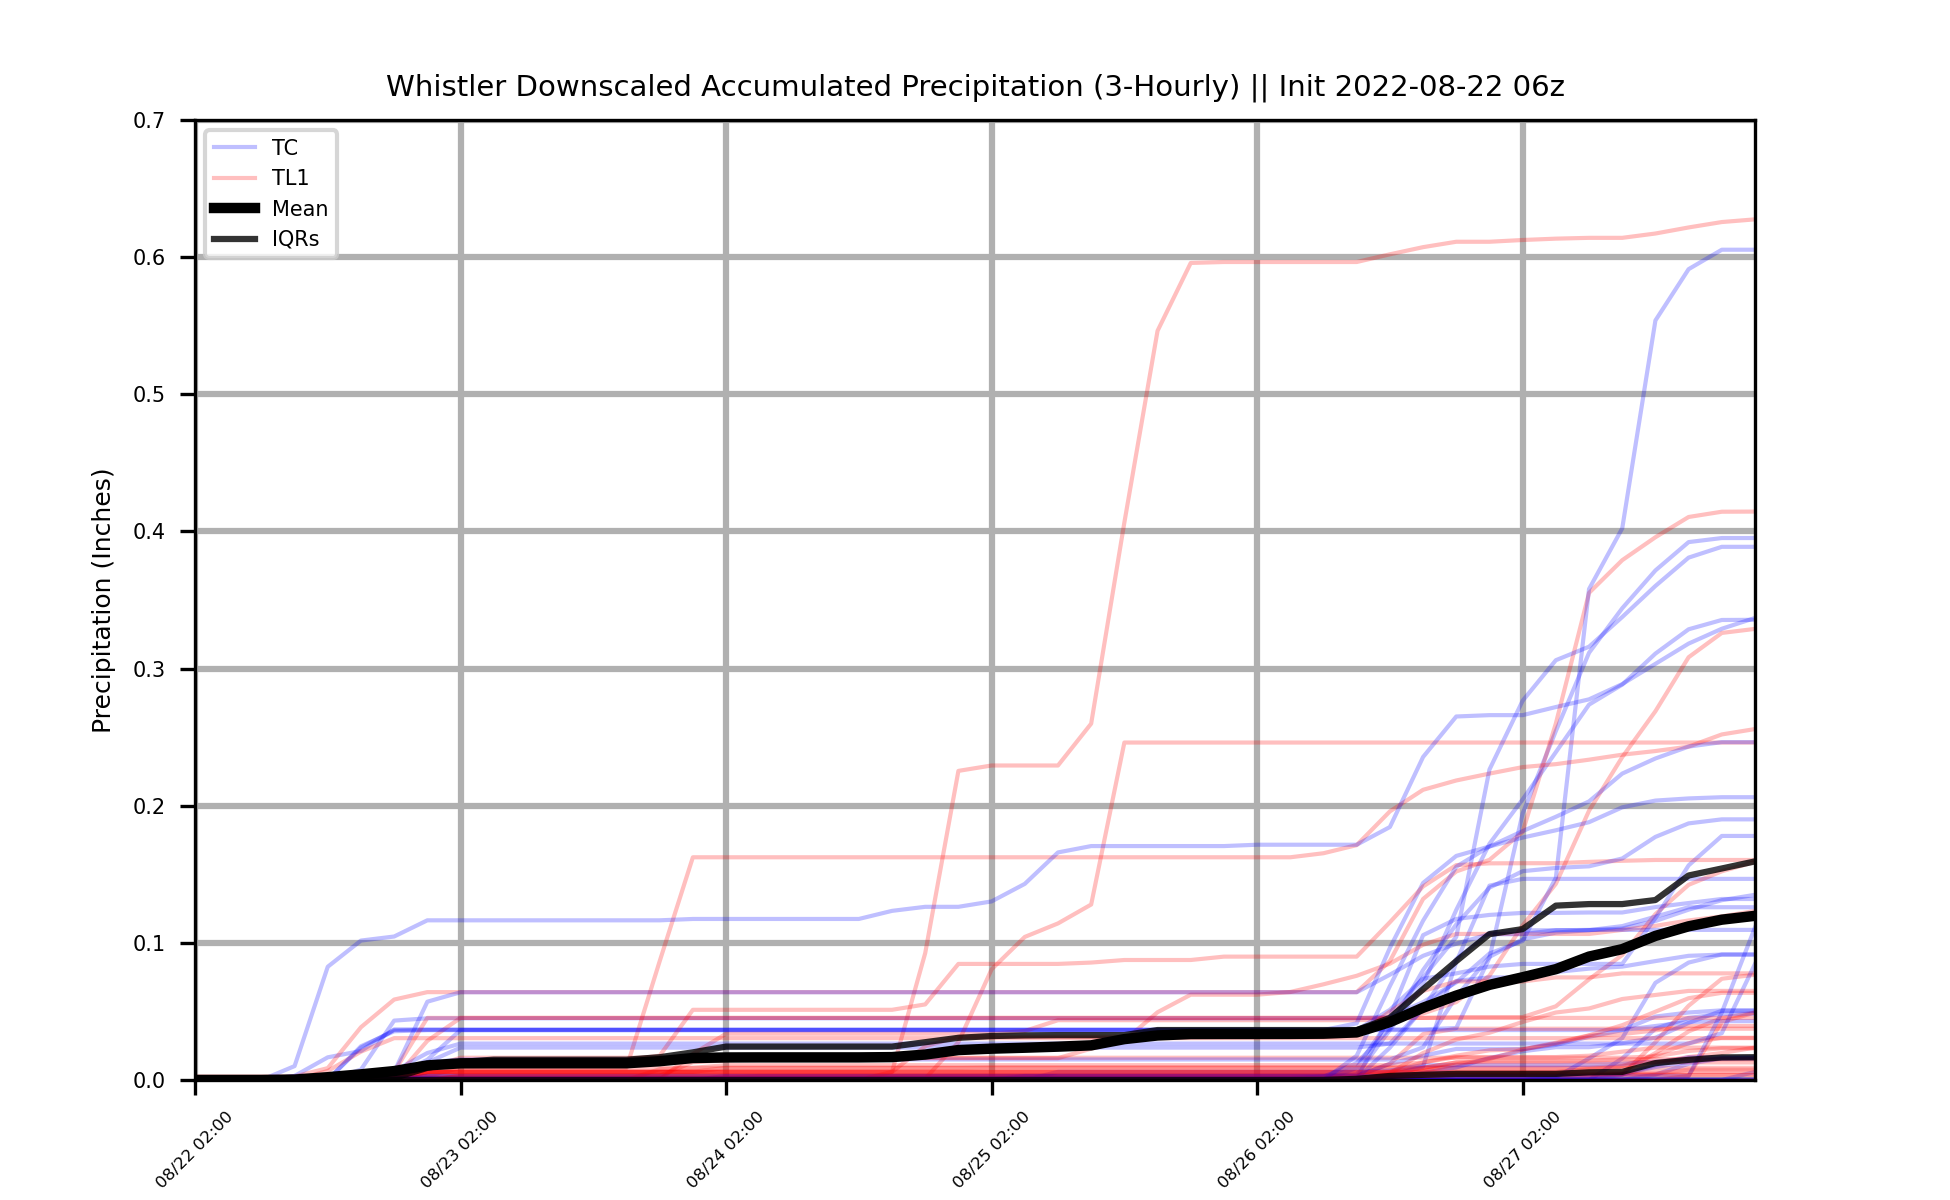 Whistler Downscaled Accumulated Precipitation (3-Hourly) || Init 2022-08-22 06z
TC
TL1
Mean
IQRs
Precipitation (Inches)
0.7
0.6
0.5
0.4
0.3
0.2
0.1
0.0
08/22 02:00
08/23 02:00
08/24 02:00
08/25 02:00
08/26 02:00
08/27 02:00